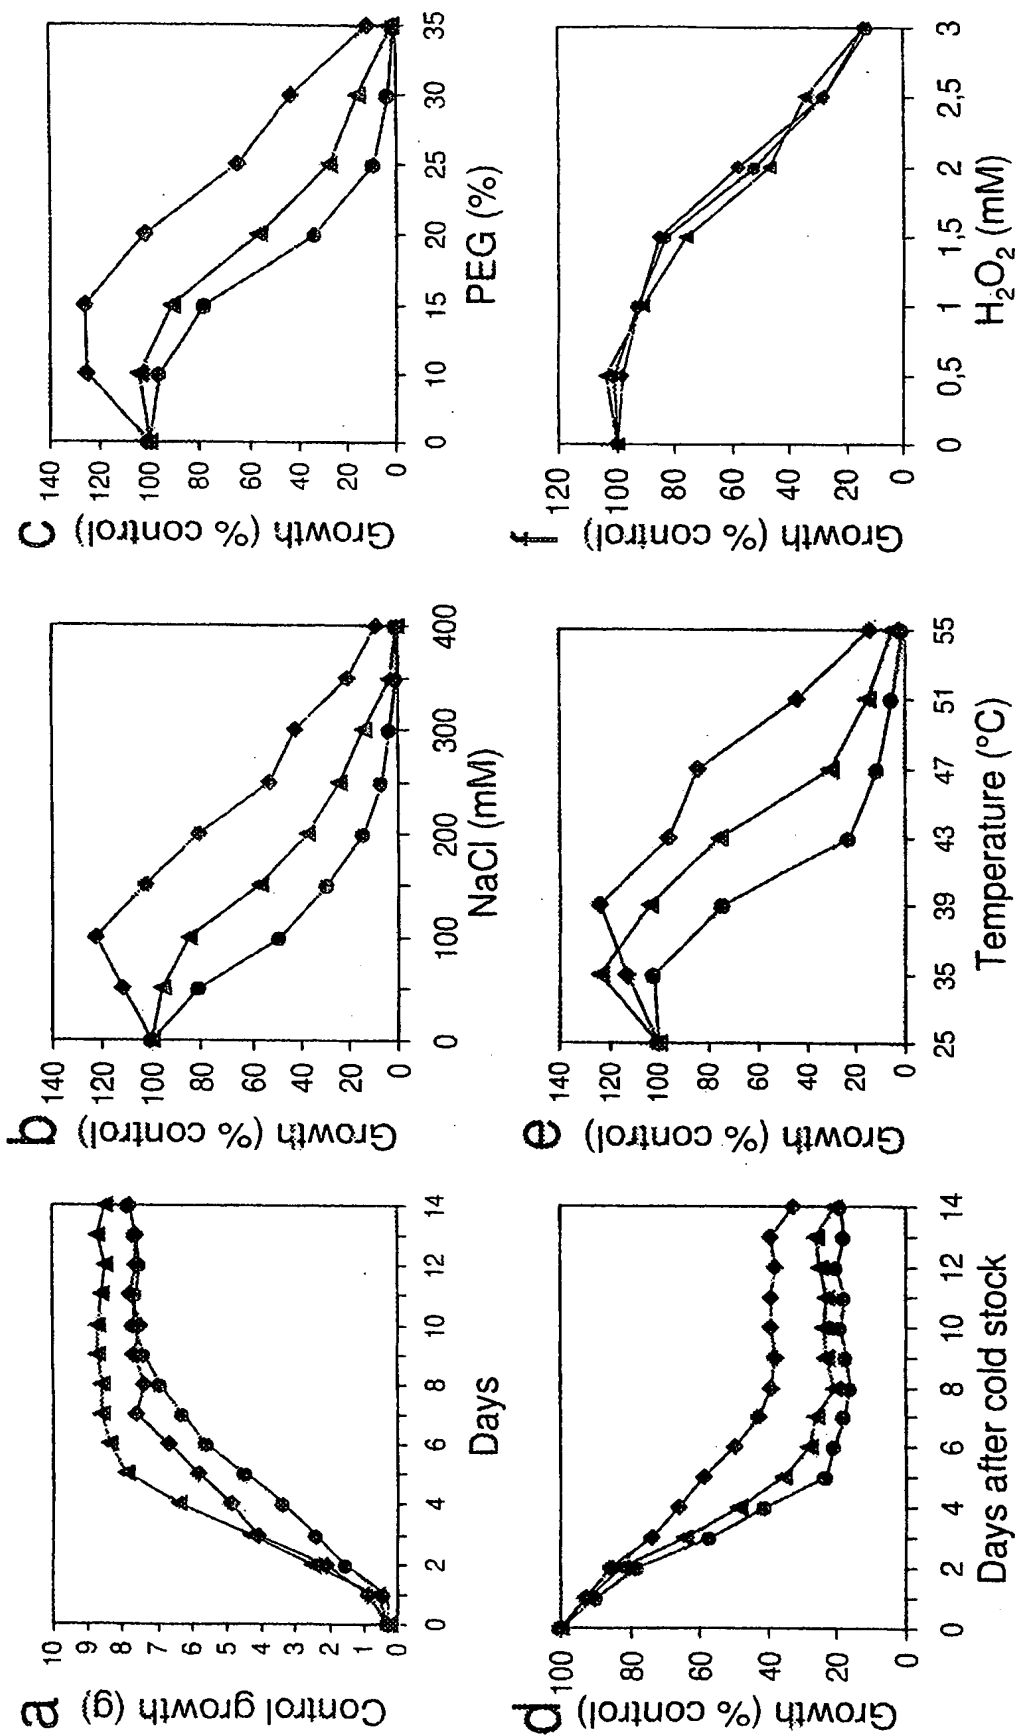 a
Control growth (g)
10
9
8
7
6
5
4
3
2
1
0
0 2 4 6 8 10 12 14
Days
b
Growth (% control)
140
120
100
80
60
40
20
0
0 100 200 300 400
NaCl (mM)
c
Growth (% control)
140
120
100
80
60
40
20
0
0 10 15 20 25 30 35
PEG (%)
d
Growth (% control)
100
80
60
40
20
0
0 2 4 6 8 10 12 14
Days after cold stock
e
Growth (% control)
140
120
100
80
60
40
20
0
25 35 39 43 47 51 55
Temperature (°C)
f
Growth (% control)
120
100
80
60
40
20
0
0 0,5 1 1,5 2 2,5 3
H₂O₂ (mM)